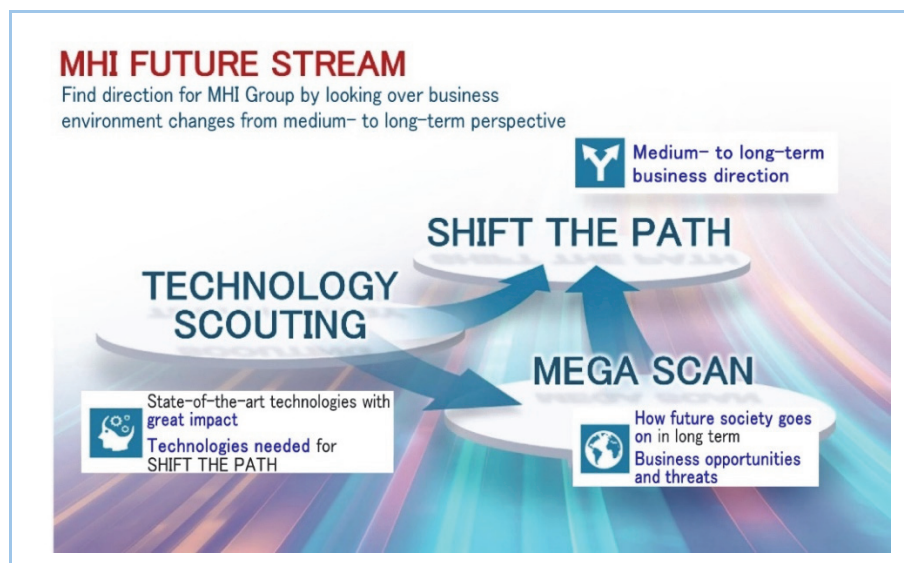 MHI FUTURE STREAM
Find direction for MHI Group by looking over business
environment changes from medium- to long-term perspective
Medium- to long-term
business direction
SHIFT THE PATH
TECHNOLOGY
SCOUTING
MEGA SCAN
State-of-the-art technologies with
great impact
Technologies needed for
SHIFT THE PATH
How future society goes
on in long term
Business opportunities
and threats